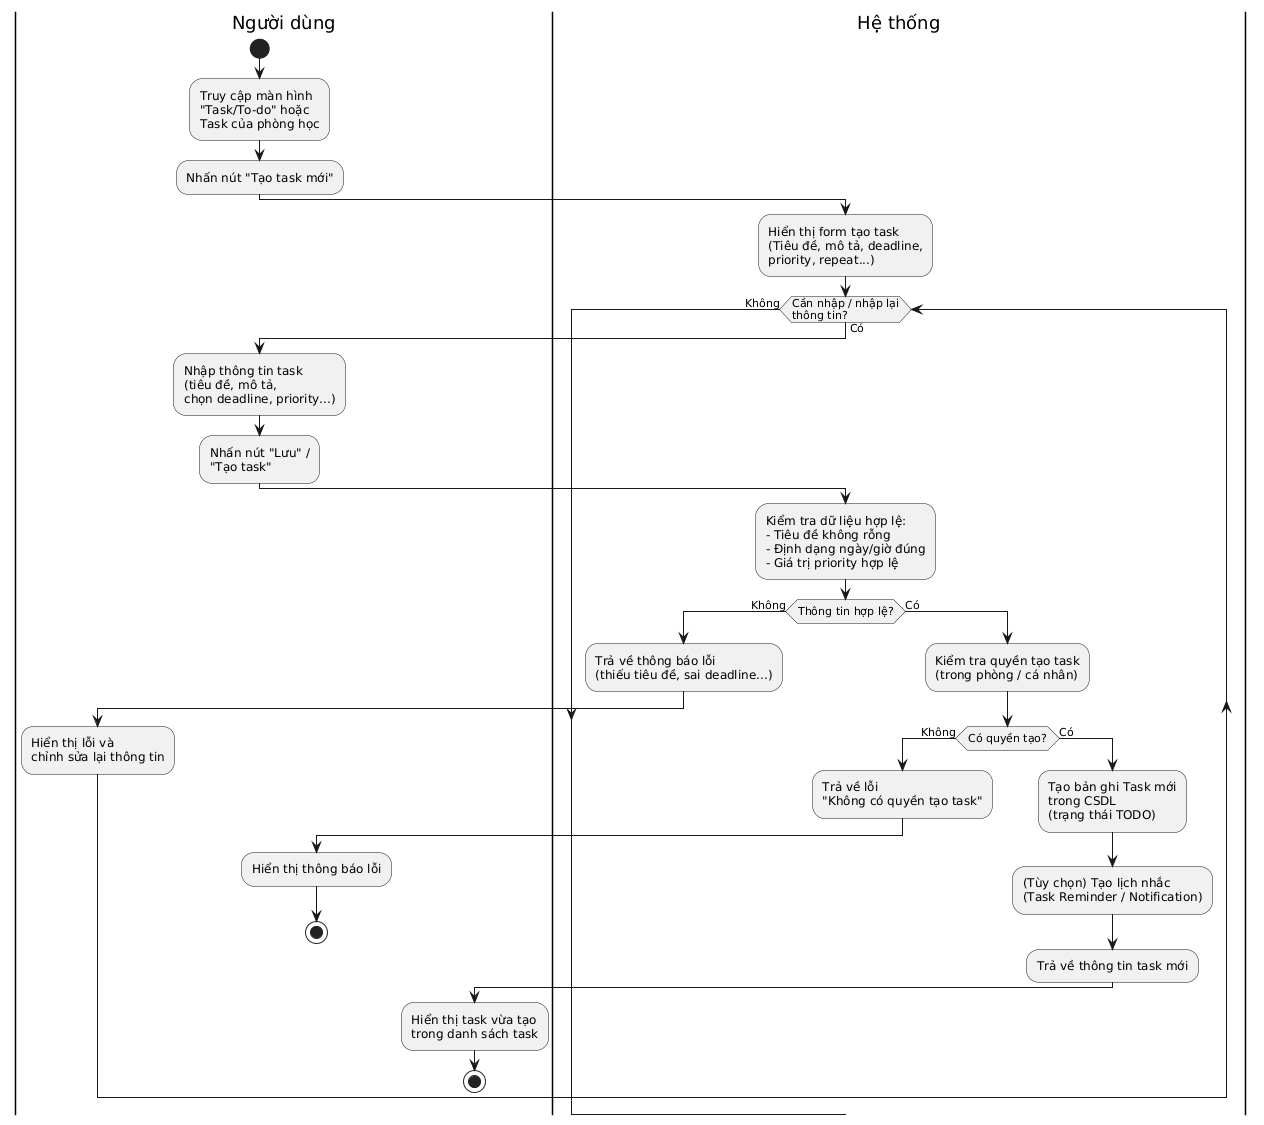 Người dùng
Hệ thống
Truy cập màn hình
"Task/To-do" hoặc
Task của phòng học
Nhấn nút "Tạo task mới"
Hiển thị form tạo task
(Tiêu đề, mô tả, deadline,
priority, repeat...)
Không
Cần nhập / nhập lại
thông tin?
Có
Nhập thông tin task
(tiêu đề, mô tả,
chọn deadline, priority...)
Nhấn nút "Lưu" /
"Tạo task"
Kiểm tra dữ liệu hợp lệ:
- Tiêu đề không rỗng
- Định dạng ngày/giờ đúng
- Giá trị priority hợp lệ
Không
Thông tin hợp lệ?
Có
Trả về thông báo lỗi
(thiếu tiêu đề, sai deadline...)
Kiểm tra quyền tạo task
(trong phòng / cá nhân)
Hiển thị lỗi và
chỉnh sửa lại thông tin
Không
Có quyền tạo?
Có
Trả về lỗi
"Không có quyền tạo task"
Tạo bản ghi Task mới
trong CSDL
(trạng thái TODO)
Hiển thị thông báo lỗi
(Tùy chọn) Tạo lịch nhắc
(Task Reminder / Notification)
Trả về thông tin task mới
Hiển thị task vừa tạo
trong danh sách task